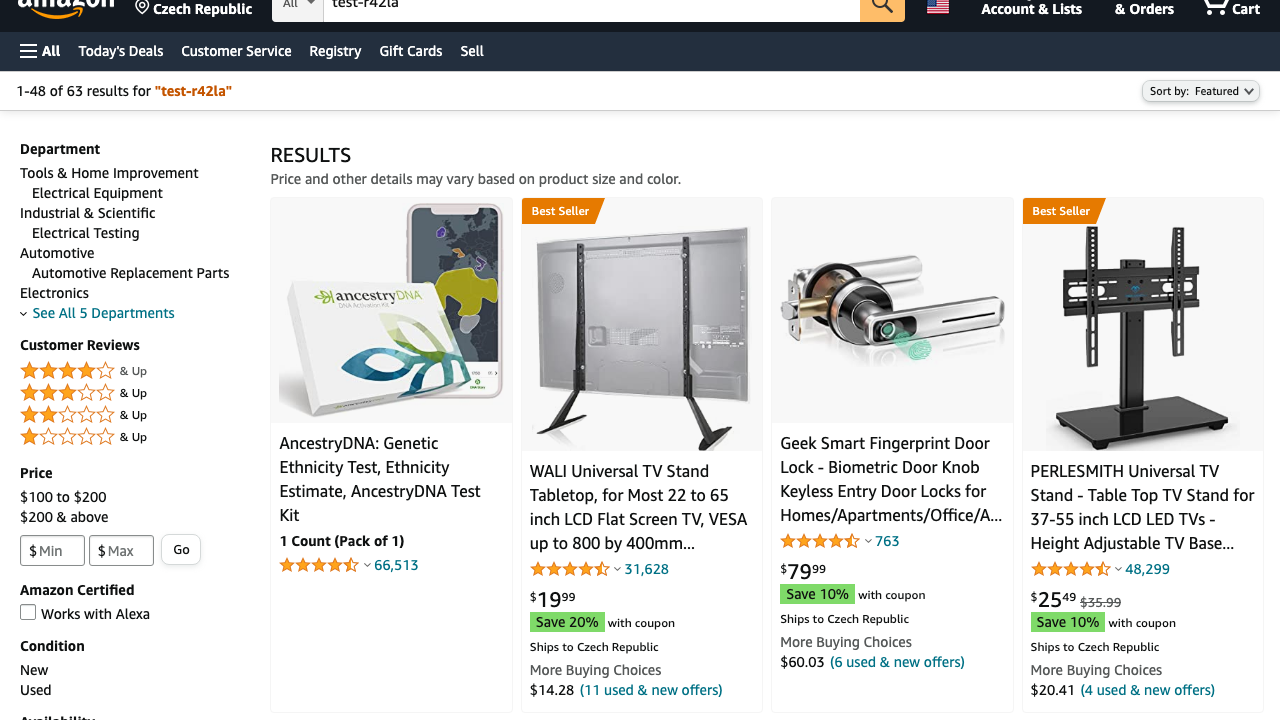 amazon
Czech Republic
All
test-r42la
Account & Lists
& Orders
Cart
All
Today's Deals
Customer Service
Registry
Gift Cards
Sell
1-48 of 63 results for "test-r42la"
Sort by: Featured
Department
Tools & Home Improvement
Electrical Equipment
Industrial & Scientific
Electrical Testing
Automotive
Automotive Replacement Parts
Electronics
See All 5 Departments
Customer Reviews
& Up
& Up
& Up
& Up
Price
$100 to $200
$200 & above
$ Min
$ Max
Go
Amazon Certified
Works with Alexa
Condition
New
Used
Availability
RESULTS
Price and other details may vary based on product size and color.
ancestryDNA
DNA Activation Kit
AncestryDNA: Genetic
Ethnicity Test, Ethnicity
Estimate, AncestryDNA Test
Kit
1 Count (Pack of 1)
66,513
Best Seller
WALI Universal TV Stand
Tabletop, for Most 22 to 65
inch LCD Flat Screen TV, VESA
up to 800 by 400mm...
31,628
$19.99
Save 20% with coupon
Ships to Czech Republic
More Buying Choices
$14.28 (11 used & new offers)
Geek Smart Fingerprint Door
Lock - Biometric Door Knob
Keyless Entry Door Locks for
Homes/Apartments/Office/A...
763
$79.99
Save 10% with coupon
Ships to Czech Republic
More Buying Choices
$60.03 (6 used & new offers)
Best Seller
PERLESMITH Universal TV
Stand - Table Top TV Stand for
37-55 inch LCD LED TVs -
Height Adjustable TV Base...
48,299
$25.49 $35.99
Save 10% with coupon
Ships to Czech Republic
More Buying Choices
$20.41 (4 used & new offers)